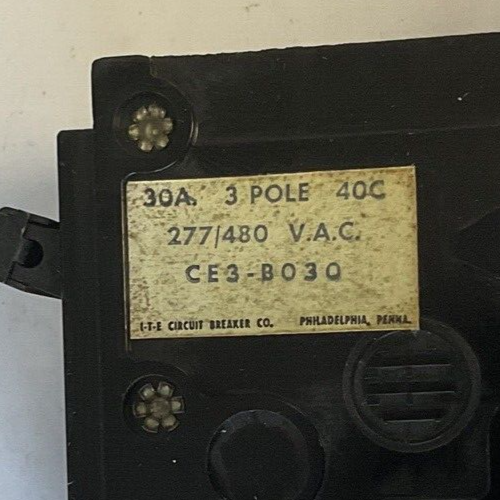 30A. 3 POLE 40C
277/480 V.A.C.
CE3-B030
I-T-E CIRCUIT BREAKER CO. PHILADELPHIA, PENNA.